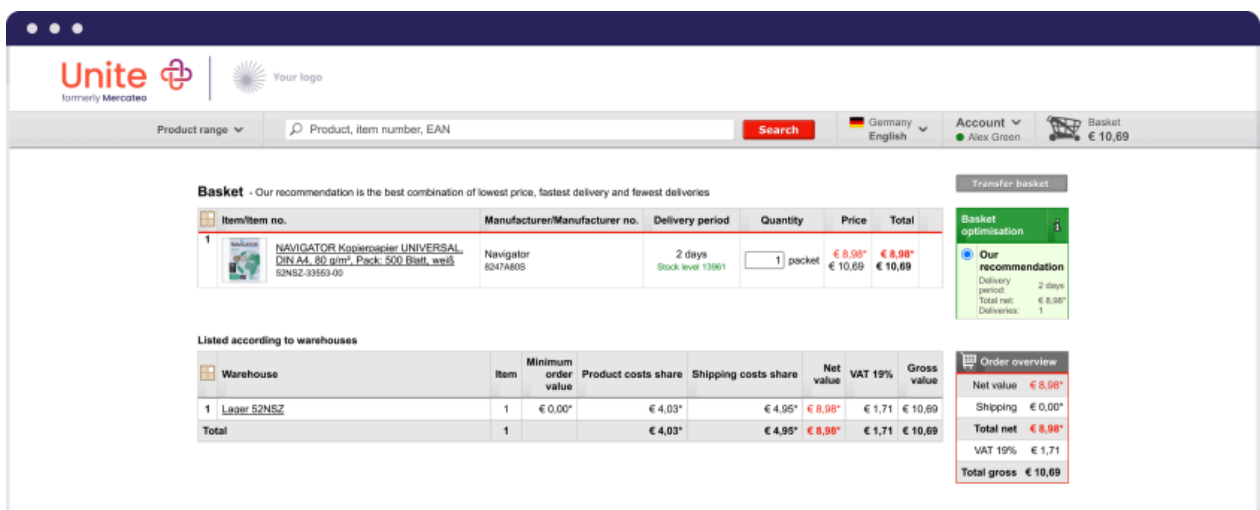 Unite
formerly Mercateo
Your logo
Product range
Product, item number, EAN
Search
Germany
English
Account
Alex Green
Basket
€ 10,69
Basket - Our recommendation is the best combination of lowest price, fastest delivery and fewest deliveries
Transfer basket
Item/Item no. Manufacturer/Manufacturer no. Delivery period Quantity Price Total
1 NAVIGATOR Kopierpapier UNIVERSAL,
DIN A4, 80 g/m², Pack: 500 Blatt, weiß
52NSZ-33553-00
Navigator
8247A80S
2 days
Stock level 13961
1 packet
€ 8,98* € 8,98*
€ 10,69 € 10,69
Basket
optimisation
Our
recommendation
Delivery
period: 2 days
Total net: € 8,98*
Deliveries: 1
Listed according to warehouses
Warehouse Item Minimum order value Product costs share Shipping costs share Net value VAT 19% Gross value
1 Lager 52NSZ 1 € 0,00* € 4,03* € 4,95* € 8,98* € 1,71 € 10,69
Total 1 € 4,03* € 4,95* € 8,98* € 1,71 € 10,69
Order overview
Net value € 8,98*
Shipping € 0,00*
Total net € 8,98*
VAT 19% € 1,71
Total gross € 10,69